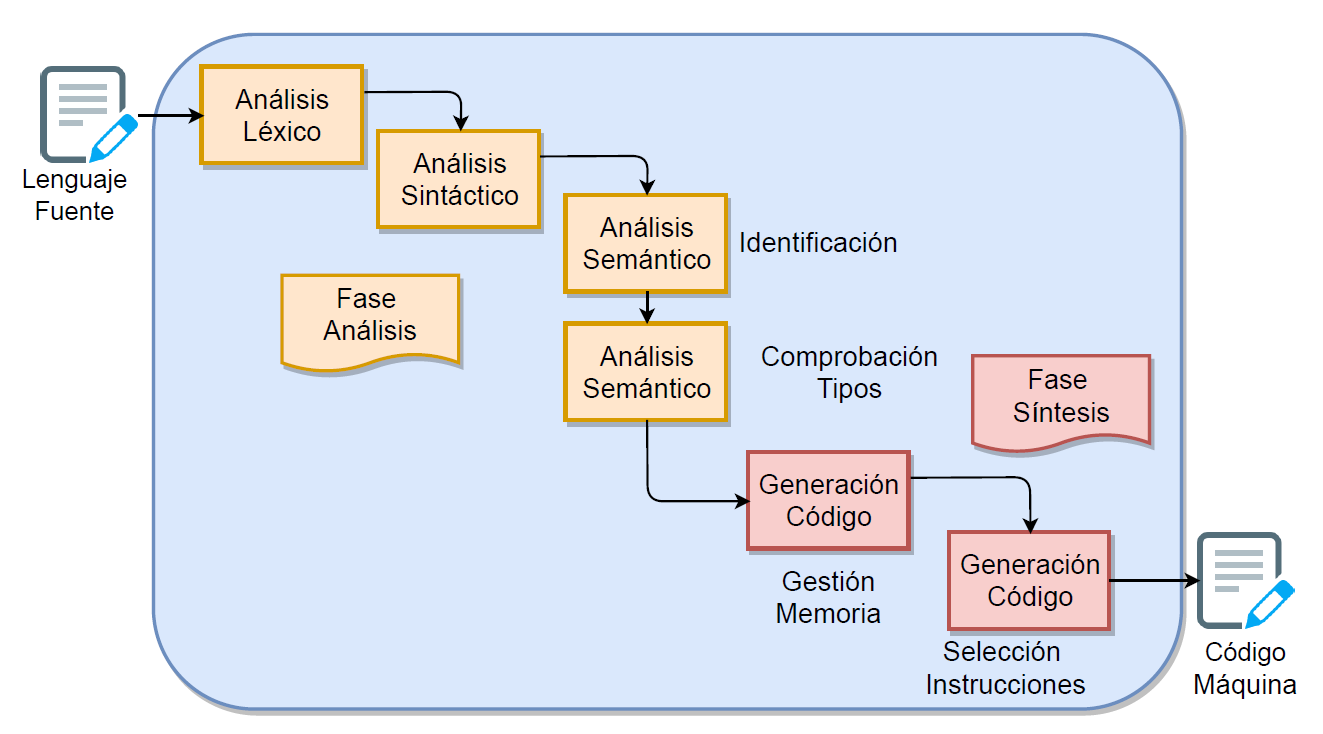 Lenguaje
Fuente
Análisis
Léxico
Análisis
Sintáctico
Análisis
Semántico
Identificación
Fase
Análisis
Análisis
Semántico
Comprobación
Tipos
Fase
Síntesis
Generación
Código
Gestión
Memoria
Generación
Código
Selección
Instrucciones
Código
Máquina